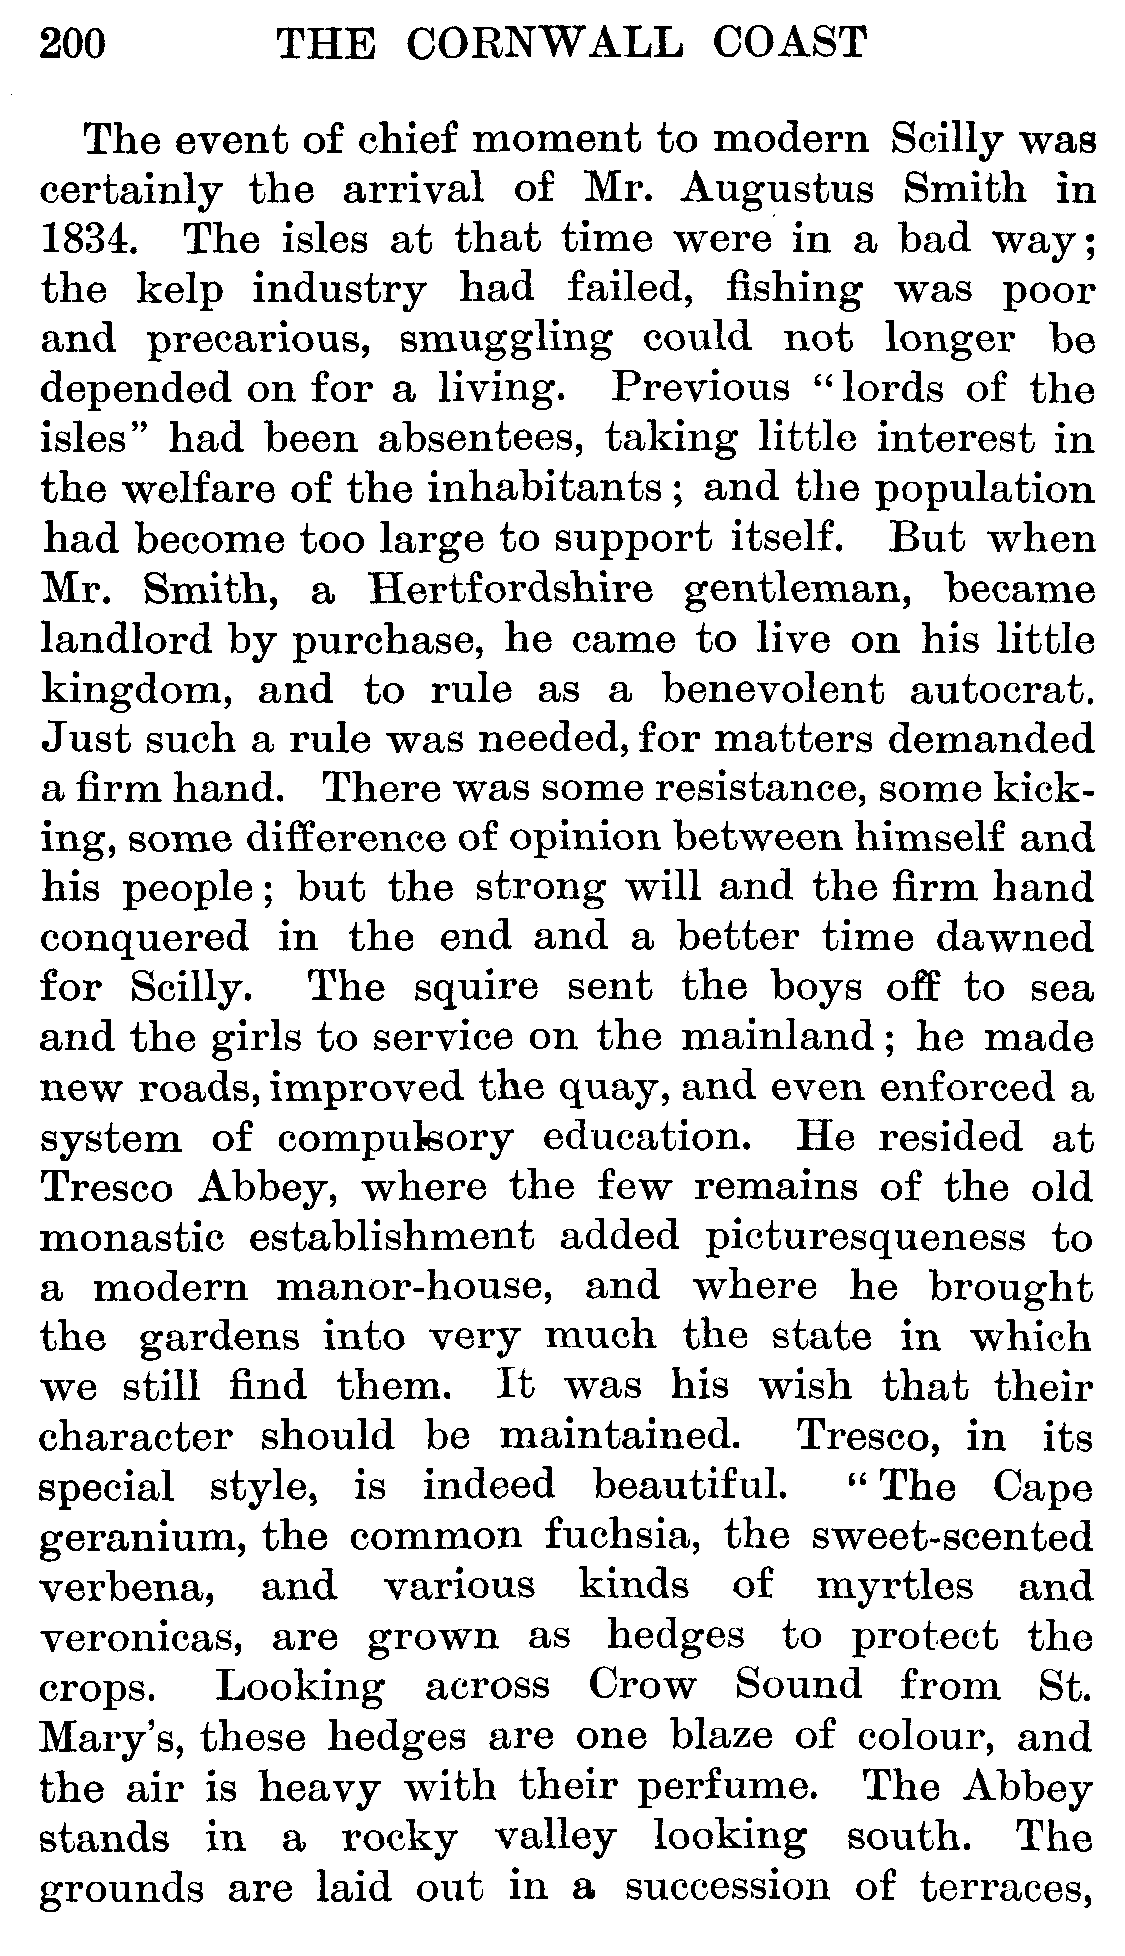 200 THE CORNWALL COAST
The event of chief moment to modern Scilly was
certainly the arrival of Mr. Augustus Smith in
1834. The isles at that time were in a bad way;
the kelp industry had failed, fishing was poor
and precarious, smuggling could not longer be
depended on for a living. Previous "lords of the
isles" had been absentees, taking little interest in
the welfare of the inhabitants; and the population
had become too large to support itself. But when
Mr. Smith, a Hertfordshire gentleman, became
landlord by purchase, he came to live on his little
kingdom, and to rule as a benevolent autocrat.
Just such a rule was needed, for matters demanded
a firm hand. There was some resistance, some kick-
ing, some difference of opinion between himself and
his people; but the strong will and the firm hand
conquered in the end and a better time dawned
for Scilly. The squire sent the boys off to sea
and the girls to service on the mainland; he made
new roads, improved the quay, and even enforced a
system of compulsory education. He resided at
Tresco Abbey, where the few remains of the old
monastic establishment added picturesqueness to
a modern manor-house, and where he brought
the gardens into very much the state in which
we still find them. It was his wish that their
character should be maintained. Tresco, in its
special style, is indeed beautiful. "The Cape
geranium, the common fuchsia, the sweet-scented
verbena, and various kinds of myrtles and
veronicas, are grown as hedges to protect the
crops. Looking across Crow Sound from St.
Mary's, these hedges are one blaze of colour, and
the air is heavy with their perfume. The Abbey
stands in a rocky valley looking south. The
grounds are laid out in a succession of terraces,